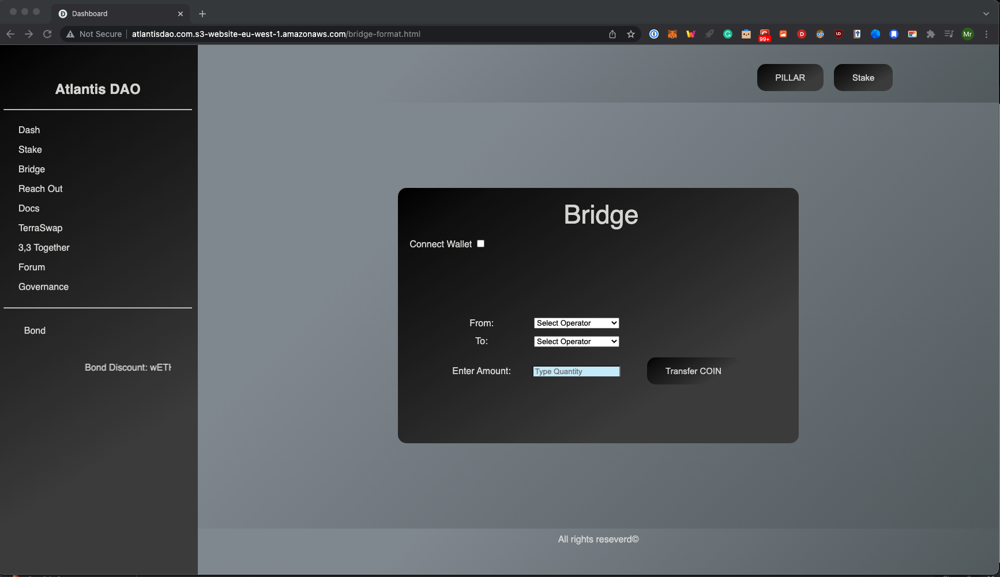 Dashboard
Not Secure
atlantisdao.com.s3-website-eu-west-1.amazonaws.com/bridge-format.html
99+
Mr
Atlantis DAO
PILLAR
Stake
Dash
Stake
Bridge
Reach Out
Docs
TerraSwap
3,3 Together
Forum
Governance
Bond
Bond Discount: wETH
Bridge
Connect Wallet
From:
Select Operator
To:
Select Operator
Enter Amount:
Type Quantity
Transfer COIN
All rights reseverd©